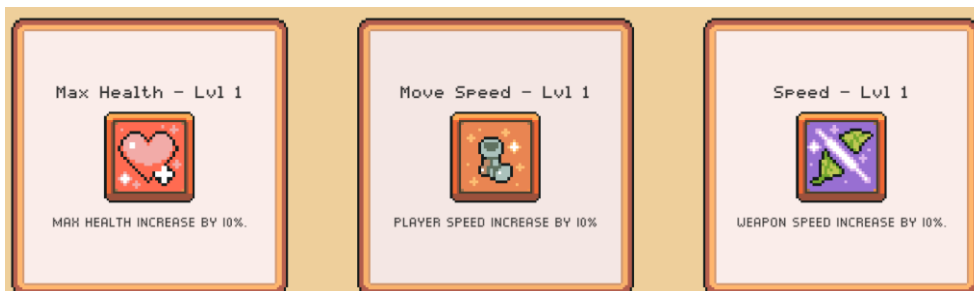 Max Health - Lvl 1
MAX HEALTH INCREASE BY 10%.
Move Speed - Lvl 1
PLAYER SPEED INCREASE BY 10%
Speed - Lvl 1
WEAPON SPEED INCREASE BY 10%.